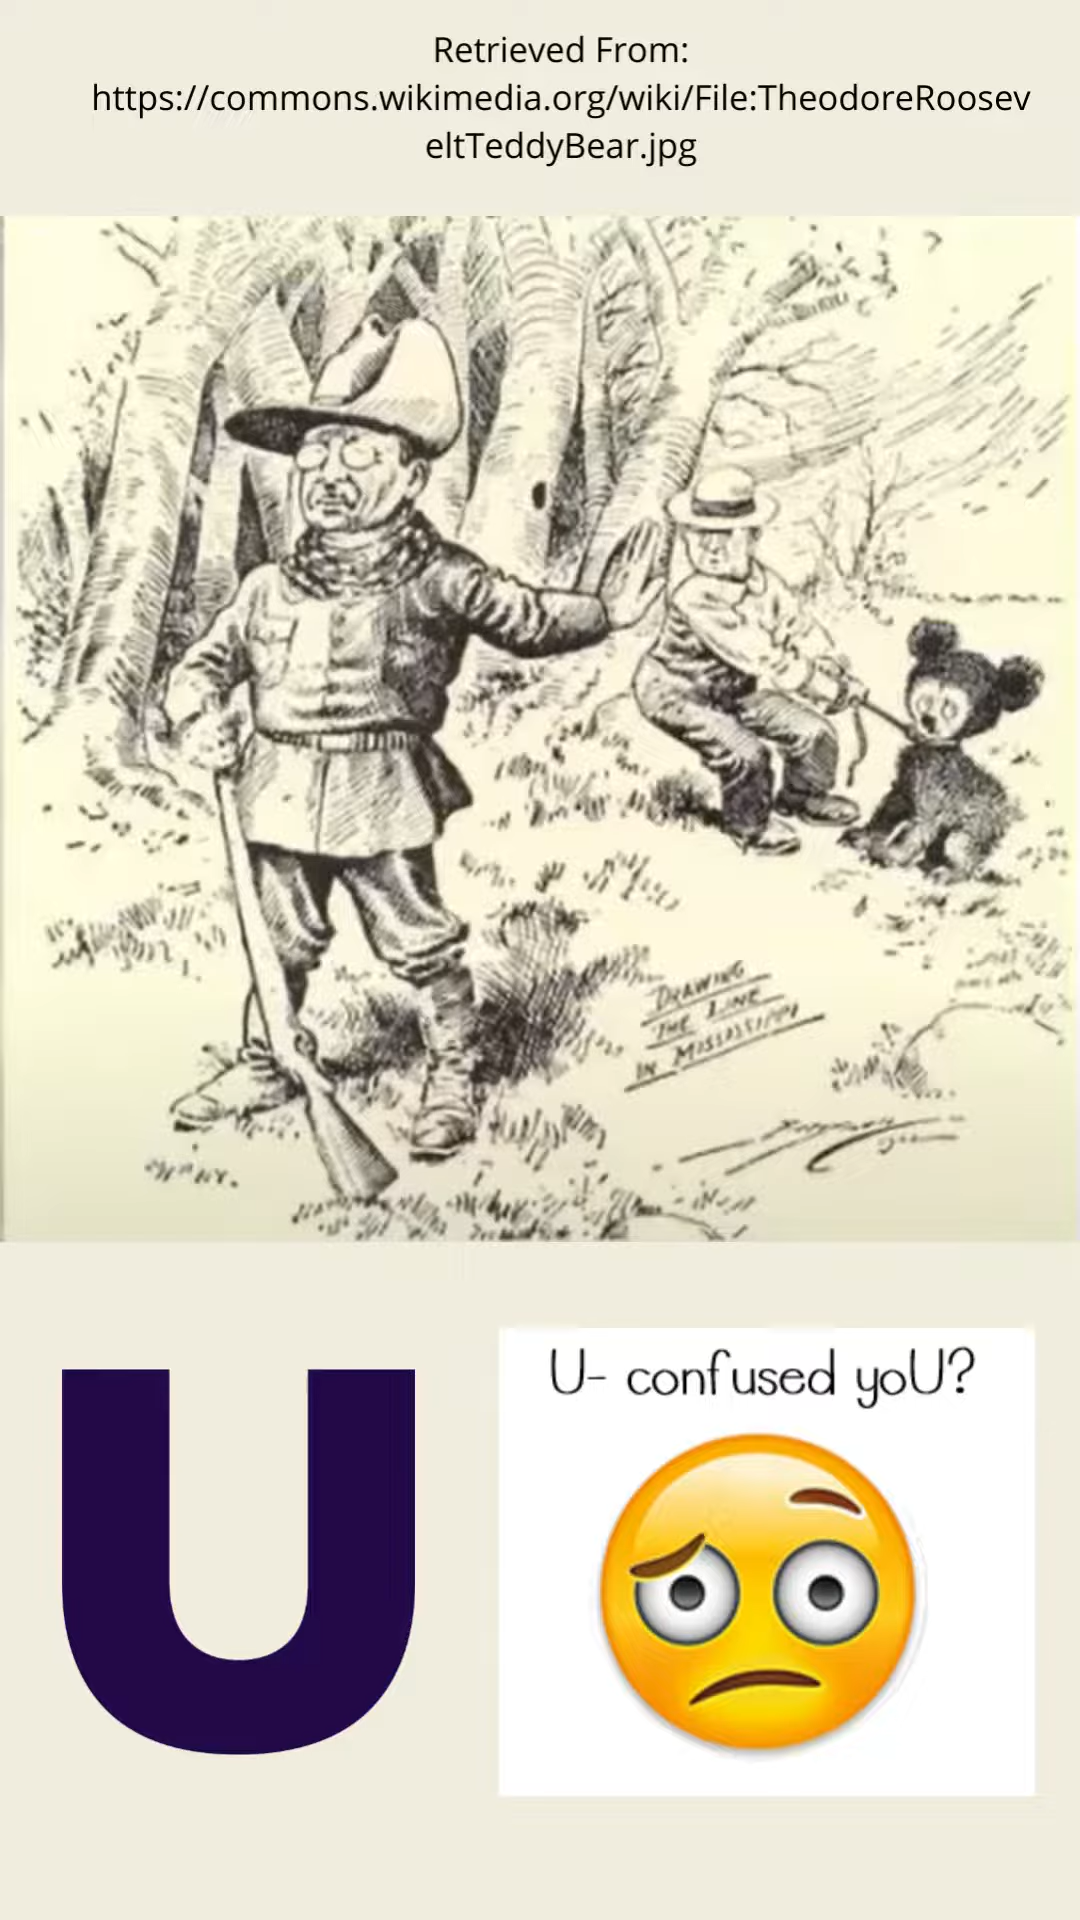 Retrieved From:
https://commons.wikimedia.org/wiki/File:TheodoreRoosev
eltTeddyBear.jpg
DRAWING
THE LINE
IN MISSISSIPPI
U
U- confused yoU?